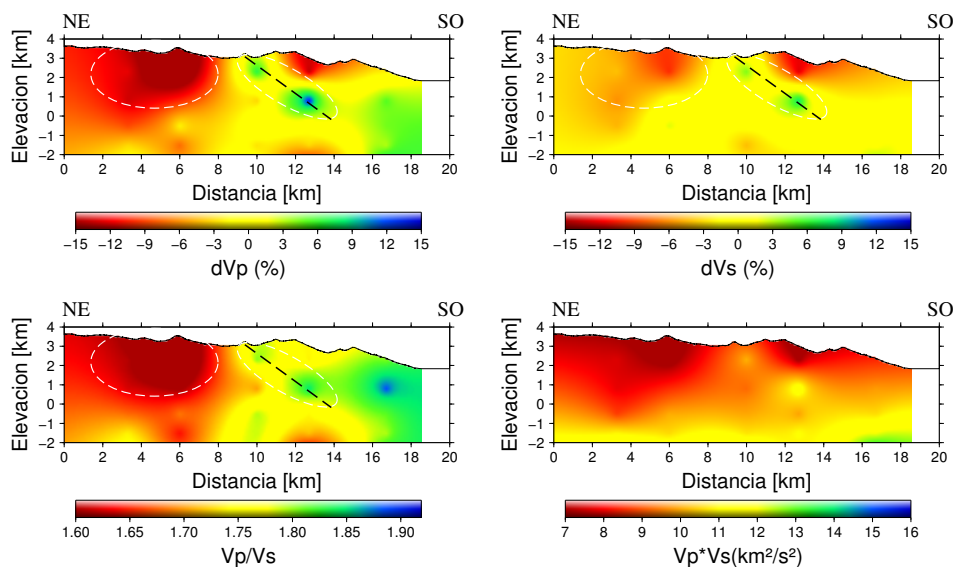 NE SO
Elevacion [km]
4
3
2
1
0
−1
−2
0 2 4 6 8 10 12 14 16 18 20
Distancia [km]
−15 −12 −9 −6 −3 0 3 6 9 12 15
dVp (%)
NE SO
Elevacion [km]
4
3
2
1
0
−1
−2
0 2 4 6 8 10 12 14 16 18 20
Distancia [km]
−15 −12 −9 −6 −3 0 3 6 9 12 15
dVs (%)
NE SO
Elevacion [km]
4
3
2
1
0
−1
−2
0 2 4 6 8 10 12 14 16 18 20
Distancia [km]
1.60 1.65 1.70 1.75 1.80 1.85 1.90
Vp/Vs
NE SO
Elevacion [km]
4
3
2
1
0
−1
−2
0 2 4 6 8 10 12 14 16 18 20
Distancia [km]
7 8 9 10 11 12 13 14 15 16
Vp*Vs(km²/s²)